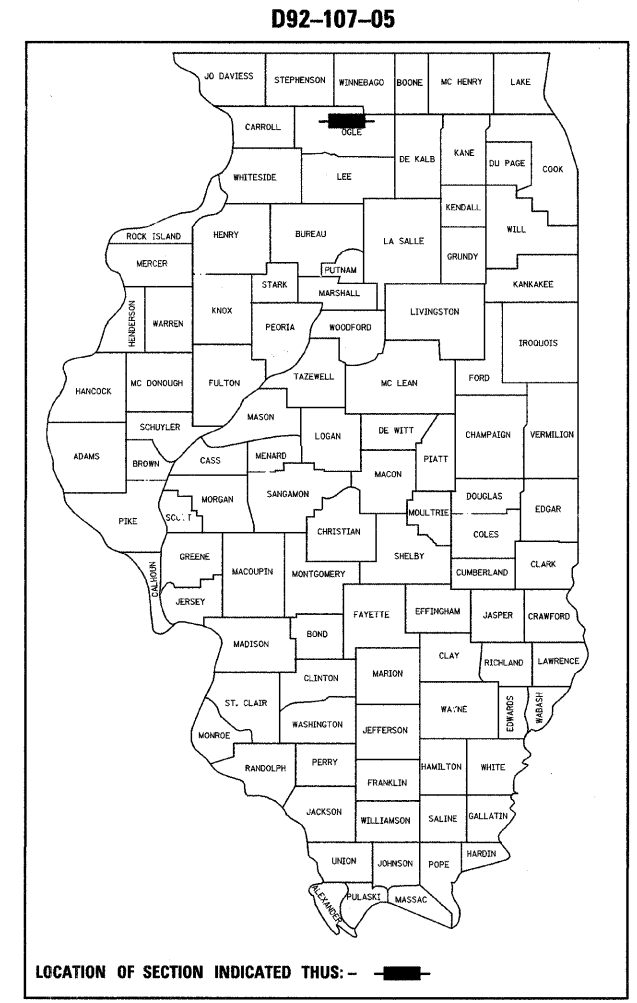 D92-107-05
JO DAVIESS STEPHENSON WINNEBAGO BOONE MC HENRY LAKE
CARROLL OGLE
DE KALB KANE DU PAGE COOK
WHITESIDE LEE
KENDALL
ROCK ISLAND HENRY BUREAU LA SALLE WILL
MERCER PUTNAM GRUNDY
STARK MARSHALL KANKAKEE
HENDERSON WARREN KNOX PEORIA WOODFORD LIVINGSTON IROQUOIS
HANCOCK MC DONOUGH FULTON TAZEWELL MC LEAN FORD
MASON
SCHUYLER LOGAN DE WITT CHAMPAIGN VERMILION
ADAMS BROWN CASS MENARD PIATT
MACON
MORGAN SANGAMON DOUGLAS
PIKE CHRISTIAN MOULTRIE EDGAR
COLES
GREENE SHELBY
CALHOUN MACOUPIN MONTGOMERY CUMBERLAND CLARK
JERSEY
FAYETTE EFFINGHAM JASPER CRAWFORD
MADISON BOND
CLAY RICHLAND LAWRENCE
CLINTON MARION
ST. CLAIR WAYNE EDWARDS WABASH
WASHINGTON JEFFERSON
MONROE
RANDOLPH PERRY HAMILTON WHITE
FRANKLIN
JACKSON WILLIAMSON SALINE GALLATIN
UNION JOHNSON POPE HARDIN
ALEXANDER PULASKI MASSAC
LOCATION OF SECTION INDICATED THUS: -